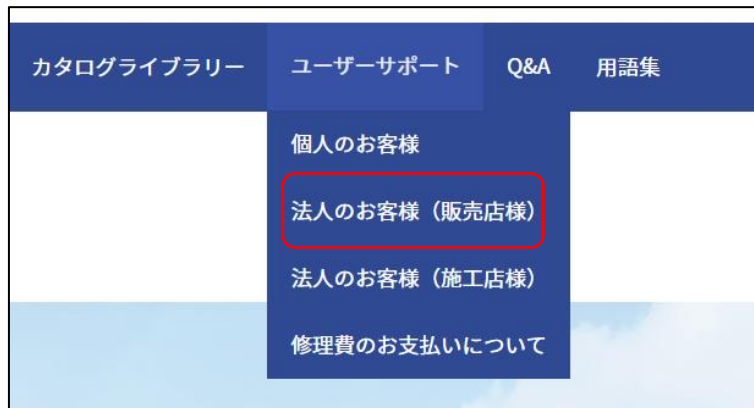 カタログライブラリー ユーザーサポート Q&A 用語集
個人のお客様
法人のお客様（販売店様）
法人のお客様（施工店様）
修理費のお支払いについて